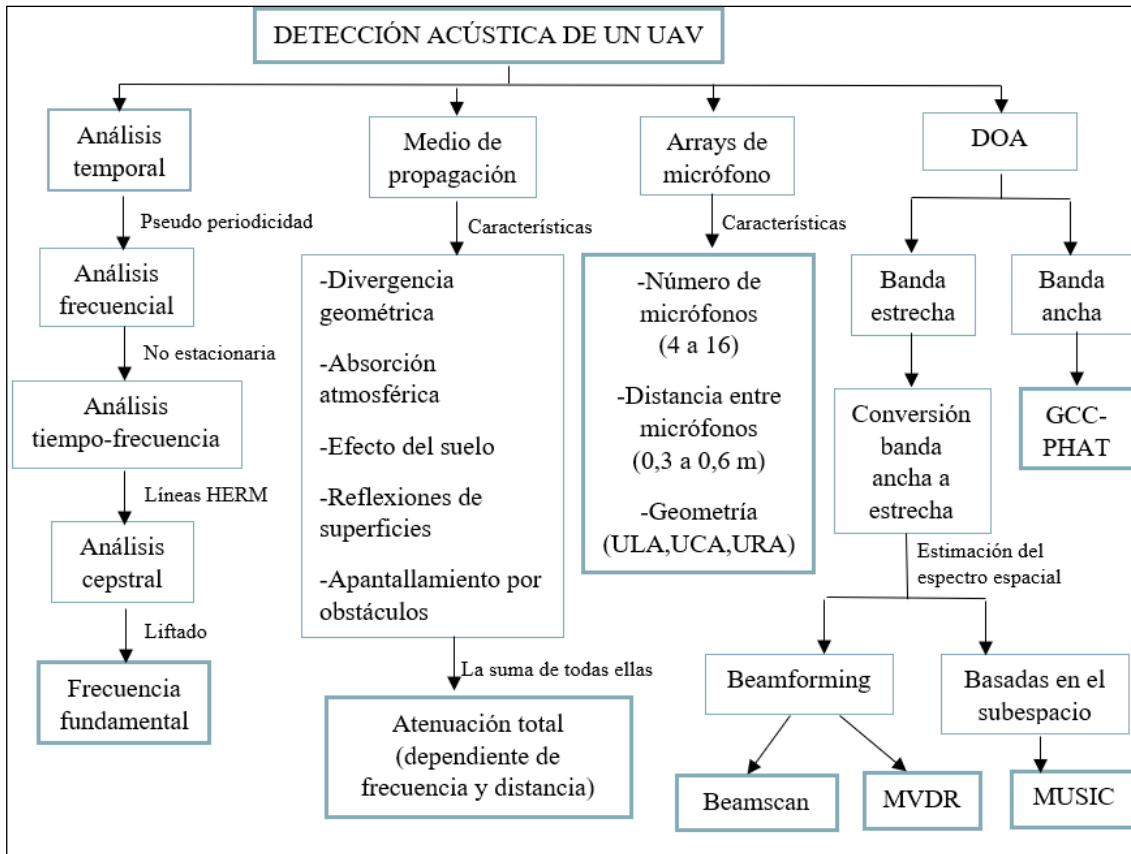 DETECCIÓN ACÚSTICA DE UN UAV
Análisis
temporal
Pseudo periodicidad
Análisis
frecuencial
No estacionaria
Análisis
tiempo-frecuencia
Líneas HERM
Análisis
cepstral
Liftado
Frecuencia
fundamental
Medio de
propagación
Características
-Divergencia
geométrica
-Absorción
atmosférica
-Efecto del suelo
-Reflexiones de
superficies
-Apantallamiento por
obstáculos
La suma de todas ellas
Atenuación total
(dependiente de
frecuencia y distancia)
Arrays de
micrófono
Características
-Número de
micrófonos
(4 a 16)
-Distancia entre
micrófonos
(0,3 a 0,6 m)
-Geometría
(ULA,UCA,URA)
DOA
Banda
estrecha
Conversión
banda
ancha a
estrecha
Estimación del
espectro espacial
Beamforming
Beamscan
MVDR
Basadas en el
subespacio
MUSIC
Banda
ancha
GCC-
PHAT